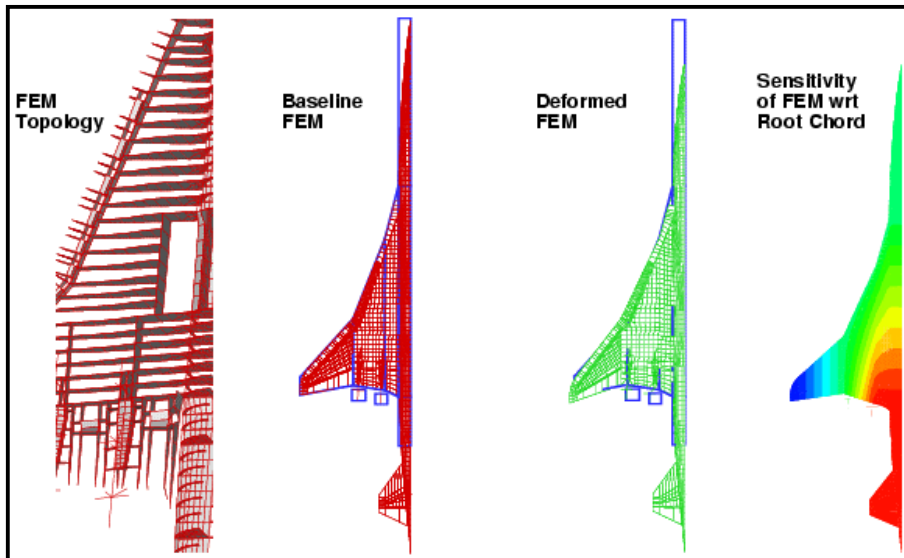 FEM
Topology
Baseline
FEM
Deformed
FEM
Sensitivity
of FEM wrt
Root Chord